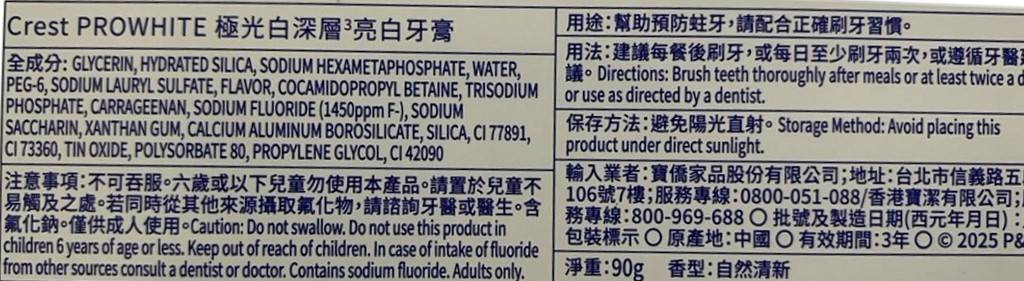 Crest PROWHITE 極光白深層³亮白牙膏
全成分: GLYCERIN, HYDRATED SILICA, SODIUM HEXAMETAPHOSPHATE, WATER,
PEG-6, SODIUM LAURYL SULFATE, FLAVOR, COCAMIDOPROPYL BETAINE, TRISODIUM
PHOSPHATE, CARRAGEENAN, SODIUM FLUORIDE (1450ppm F-), SODIUM
SACCHARIN, XANTHAN GUM, CALCIUM ALUMINUM BOROSILICATE, SILICA, CI 77891,
CI 73360, TIN OXIDE, POLYSORBATE 80, PROPYLENE GLYCOL, CI 42090
注意事項:不可吞服。六歲或以下兒童勿使用本產品。請置於兒童不
易觸及之處。若同時從其他來源攝取氟化物,請諮詢牙醫或醫生。含
氟化鈉。僅供成人使用。Caution: Do not swallow. Do not use this product in
children 6 years of age or less. Keep out of reach of children. In case of intake of fluoride
from other sources consult a dentist or doctor. Contains sodium fluoride. Adults only.
用途:幫助預防蛀牙,請配合正確刷牙習慣。
用法:建議每餐後刷牙,或每日至少刷牙兩次,或遵循牙醫
議。Directions: Brush teeth thoroughly after meals or at least twice a
or use as directed by a dentist.
保存方法:避免陽光直射。Storage Method: Avoid placing this
product under direct sunlight.
輸入業者:寶僑家品股份有限公司;地址:台北市信義路五
106號7樓;服務專線:0800-051-088/香港寶潔有限公司;
務專線:800-969-688 〇 批號及製造日期(西元年月日):
包裝標示 〇 原產地:中國 〇 有效期間:3年 〇 © 2025 P&
淨重:90g 香型:自然清新